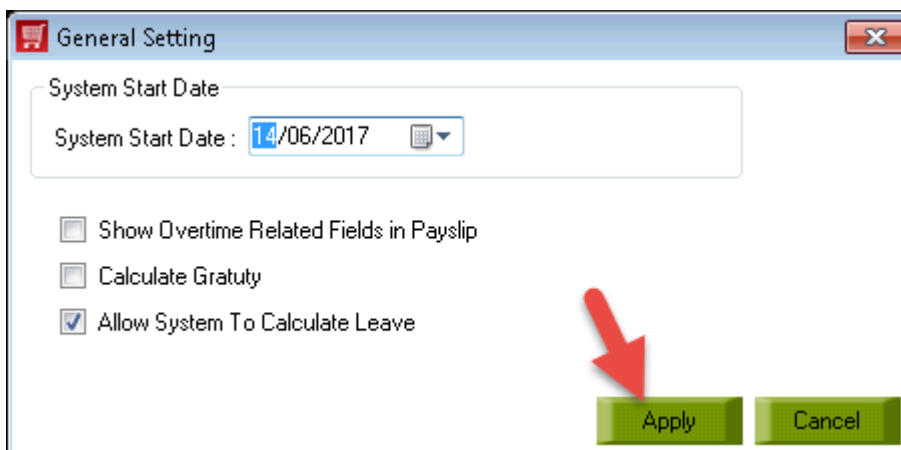 General Setting
System Start Date
System Start Date : 14/06/2017
Show Overtime Related Fields in Payslip
Calculate Gratuty
Allow System To Calculate Leave
Apply Cancel